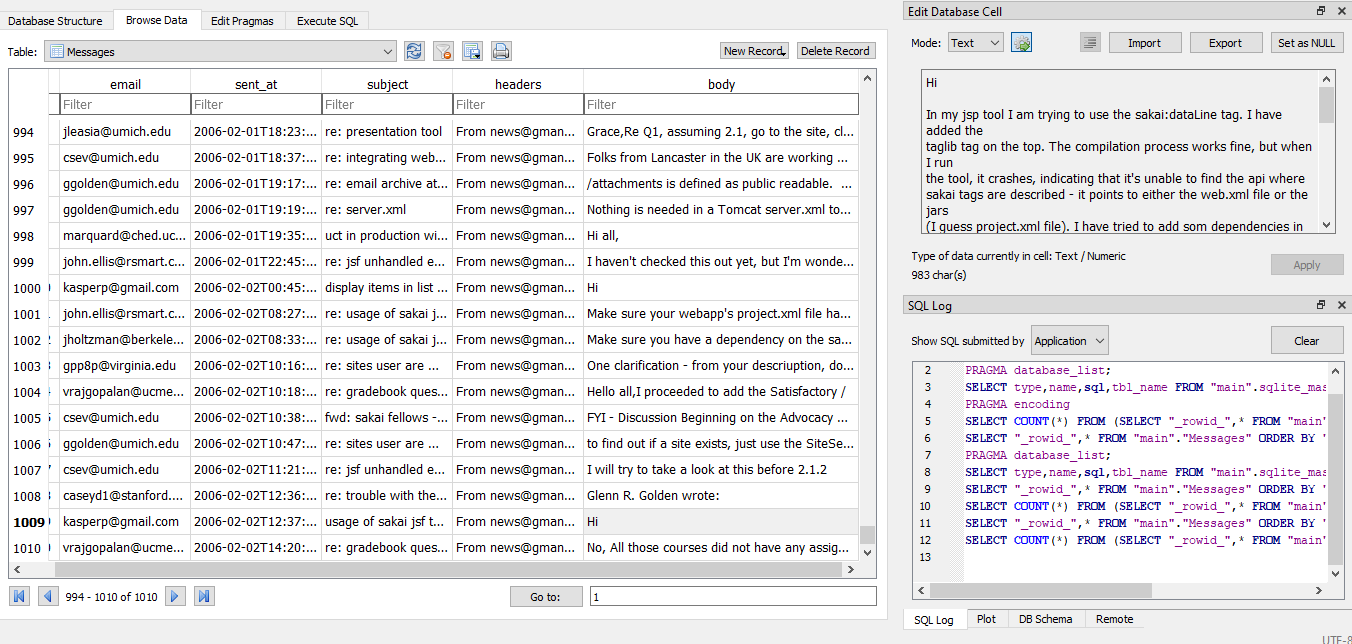 Database Structure Browse Data Edit Pragmas Execute SQL
Table: Messages New Record Delete Record
email sent_at subject headers body
Filter Filter Filter Filter Filter
994 jleasia@umich.edu 2006-02-01T18:23:... re: presentation tool From news@gman... Grace,Re Q1, assuming 2.1, go to the site, cl...
995 csev@umich.edu 2006-02-01T18:37:... re: integrating web... From news@gman... Folks from Lancaster in the UK are working ...
996 ggolden@umich.edu 2006-02-01T19:17:... re: email archive at... From news@gman... /attachments is defined as public readable. ...
997 ggolden@umich.edu 2006-02-01T19:19:... re: server.xml From news@gman... Nothing is needed in a Tomcat server.xml to...
998 marquard@ched.uc... 2006-02-01T19:35:... uct in production wi... From news@gman... Hi all,
999 john.ellis@rsmart.c... 2006-02-01T22:45:... re: jsf unhandled e... From news@gman... I haven't checked this out yet, but I'm wonde...
1000 kasperp@gmail.com 2006-02-02T00:45:... display items in list ... From news@gman... Hi
1001 john.ellis@rsmart.c... 2006-02-02T08:27:... re: usage of sakai j... From news@gman... Make sure your webapp's project.xml file ha...
1002 jholtzman@berkele... 2006-02-02T08:33:... re: usage of sakai j... From news@gman... Make sure you have a dependency on the sa...
1003 gpp8p@virginia.edu 2006-02-02T10:16:... re: sites user are ... From news@gman... One clarification - from your descriuption, do...
1004 vrajgopalan@ucme... 2006-02-02T10:18:... re: gradebook ques... From news@gman... Hello all,I proceeded to add the Satisfactory /
1005 csev@umich.edu 2006-02-02T10:38:... fwd: sakai fellows -... From news@gman... FYI - Discussion Beginning on the Advocacy ...
1006 ggolden@umich.edu 2006-02-02T10:47:... re: sites user are ... From news@gman... to find out if a site exists, just use the SiteSe...
1007 csev@umich.edu 2006-02-02T11:21:... re: jsf unhandled e... From news@gman... I will try to take a look at this before 2.1.2
1008 caseyd1@stanford.... 2006-02-02T12:36:... re: trouble with the... From news@gman... Glenn R. Golden wrote:
1009 kasperp@gmail.com 2006-02-02T12:37:... usage of sakai jsf t... From news@gman... Hi
1010 vrajgopalan@ucme... 2006-02-02T14:20:... re: gradebook ques... From news@gman... No, All those courses did not have any assig...
994 - 1010 of 1010 Go to: 1
Edit Database Cell
Mode: Text Import Export Set as NULL
Hi
In my jsp tool I am trying to use the sakai:dataLine tag. I have
added the
taglib tag on the top. The compilation process works fine, but when
I run
the tool, it crashes, indicating that it's unable to find the api where
sakai tags are described - it points to either the web.xml file or the
jars
(I guess project.xml file). I have tried to add som dependencies in
Type of data currently in cell: Text / Numeric
983 char(s)
Apply
SQL Log
Show SQL submitted by Application Clear
2 PRAGMA database_list;
3 SELECT type,name,sql,tbl_name FROM "main".sqlite_mas
4 PRAGMA encoding
5 SELECT COUNT(*) FROM (SELECT "_rowid_",* FROM "main"
6 SELECT "_rowid_",* FROM "main"."Messages" ORDER BY "
7 PRAGMA database_list;
8 SELECT type,name,sql,tbl_name FROM "main".sqlite_mas
9 SELECT "_rowid_",* FROM "main"."Messages" ORDER BY "
10 SELECT COUNT(*) FROM (SELECT "_rowid_",* FROM "main"
11 SELECT "_rowid_",* FROM "main"."Messages" ORDER BY "
12 SELECT COUNT(*) FROM (SELECT "_rowid_",* FROM "main"
13
SQL Log Plot DB Schema Remote
UTF-8